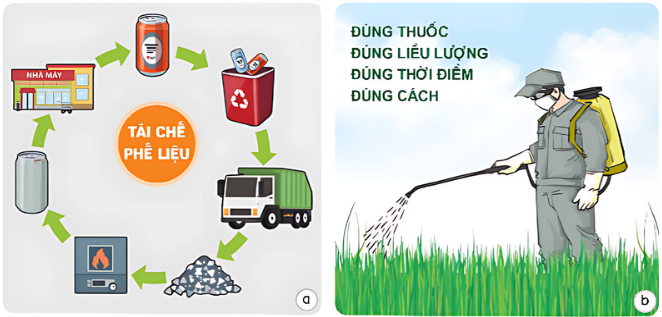 NHÀ MÁY
TÁI CHẾ
PHẾ LIỆU
a
ĐÚNG THUỐC
ĐÚNG LIỀU LƯỢNG
ĐÚNG THỜI ĐIỂM
ĐÚNG CÁCH
b